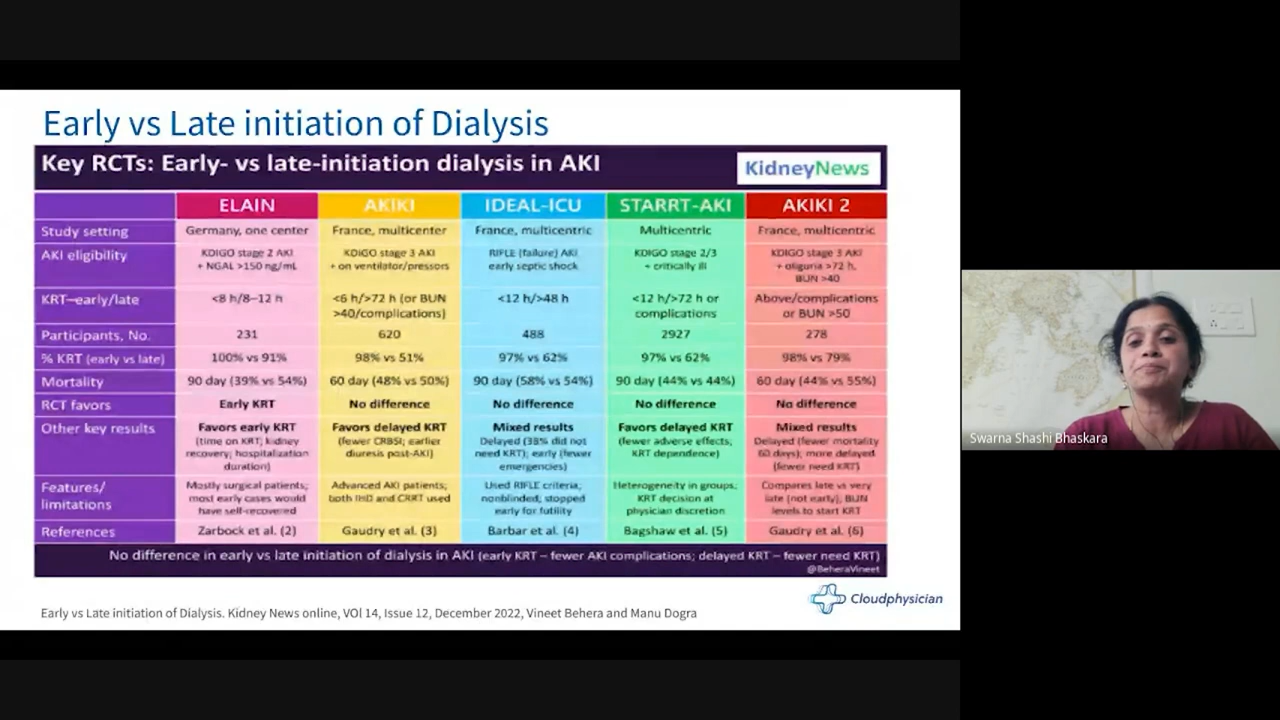 Early vs Late initiation of Dialysis
Key RCTs: Early- vs late-initiation dialysis in AKI
KidneyNews
ELAIN AKIKI IDEAL-ICU STARRT-AKI AKIKI 2
Study setting Germany, one center France, multicenter France, multicentric Multicentric France, multicentric
AKI eligibility KDIGO stage 2 AKI KDIGO stage 3 AKI RIFLE (failure) AKI KDIGO stage 2/3 KDIGO stage 3 AKI
+ NGAL >150 ng/mL + on ventilator/pressors early septic shock + critically ill + oliguria >72 h,
BUN >40
KRT—early/late <8 h/8–12 h <6 h/>72 h (or BUN <12 h/>48 h <12 h/>72 h or Above/complications
>40/complications) complications or BUN >50
Participants, No. 231 620 488 2927 278
% KRT (early vs late) 100% vs 91% 98% vs 51% 97% vs 62% 97% vs 62% 98% vs 79%
Mortality 90 day (39% vs 54%) 60 day (48% vs 50%) 90 day (58% vs 54%) 90 day (44% vs 44%) 60 day (44% vs 55%)
RCT favors Early KRT No difference No difference No difference No difference
Other key results Favors early KRT Favors delayed KRT Mixed results Favors delayed KRT Mixed results
(time on KRT; kidney (fewer CRBSI; earlier Delayed (38% did not (fewer adverse effects; Delayed (fewer mortality
recovery; hospitalization diuresis post-AKI) need KRT); early (fewer KRT dependence) 60 days); more delayed
duration) emergencies) (fewer need KRT)
Features/ Mostly surgical patients; Advanced AKI patients; Used RIFLE criteria; Heterogeneity in groups; Compares late vs very
limitations most early cases would both IHD and CRRT used nonblinded; stopped KRT decision at late (not early); BUN
have self-recovered early for futility physician discretion levels to start KRT
References Zarbock et al. (2) Gaudry et al. (3) Barbar et al. (4) Bagshaw et al. (5) Gaudry et al. (6)
No difference in early vs late initiation of dialysis in AKI (early KRT – fewer AKI complications; delayed KRT – fewer need KRT)
@BeheraVineet
Cloudphysician
Early vs Late initiation of Dialysis. Kidney News online, VOl 14, Issue 12, December 2022, Vineet Behera and Manu Dogra
Swarna Shashi Bhaskara